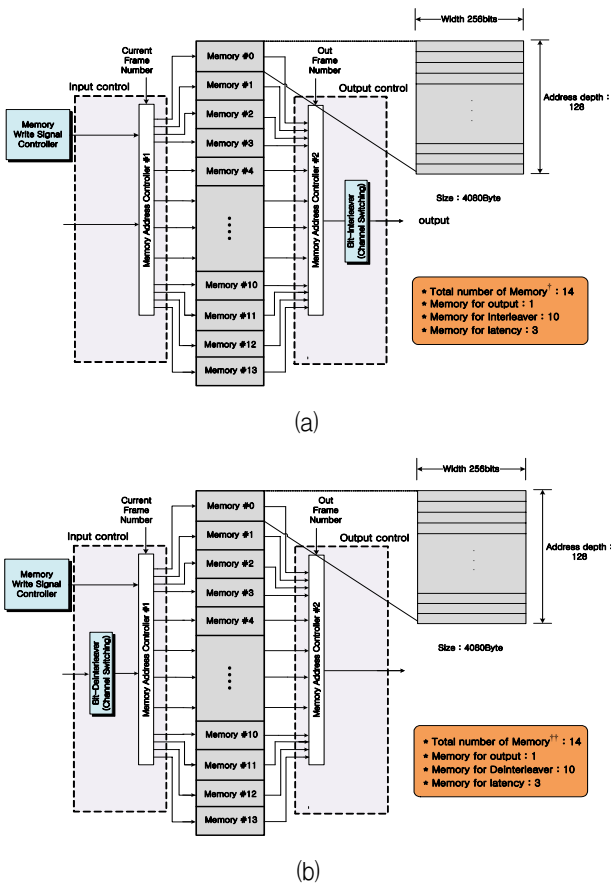 Width 256bits
Current
Frame
Number
Memory #0
Out
Frame
Number
Input control
Memory #1
Output control
Address depth :
128
Memory
Write Signal
Controller
Memory #2
Memory #3
Memory #4
Memory Address Controller #1
Memory Address Controller #2
Bit-Interleaver
(Channel Switching)
Size : 4080Byte
output
Memory #10
Memory #11
Memory #12
Memory #13
* Total number of Memory† : 14
* Memory for output : 1
* Memory for Interleaver : 10
* Memory for latency : 3
(a)
Width 256bits
Current
Frame
Number
Memory #0
Out
Frame
Number
Input control
Memory #1
Output control
Address depth :
128
Memory
Write Signal
Controller
Memory #2
Memory #3
Memory #4
Bit-Deinterleaver
(Channel Switching)
Memory Address Controller #1
Memory Address Controller #2
Size : 4080Byte
Memory #10
Memory #11
Memory #12
Memory #13
* Total number of Memory†† : 14
* Memory for output : 1
* Memory for Deinterleaver : 10
* Memory for latency : 3
(b)